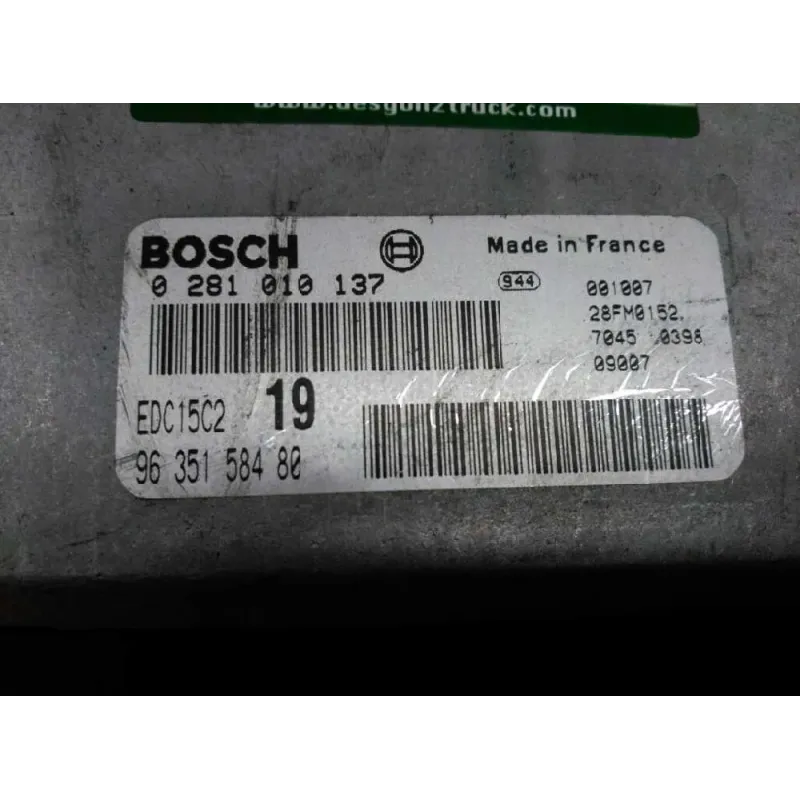 www.desgunztruck.com
BOSCH Made in France
0 281 010 137
944
001007
28FM0152.
7045 0398
09007
EDC15C2 19
96 351 584 80